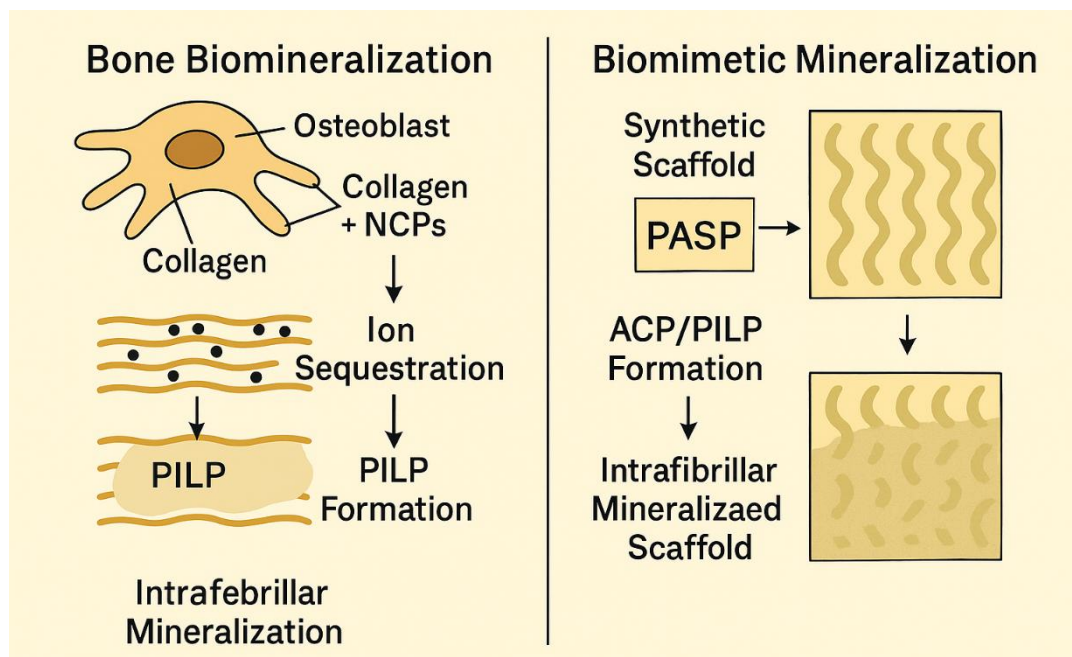 Bone Biomineralization
Osteoblast
Collagen
+ NCPs
Collagen
Ion
Sequestration
PILP
PILP
Formation
Intrafebrillar
Mineralization
Biomimetic Mineralization
Synthetic
Scaffold
PASP
ACP/PILP
Formation
Intrafibrillar
Mineralizaed
Scaffold